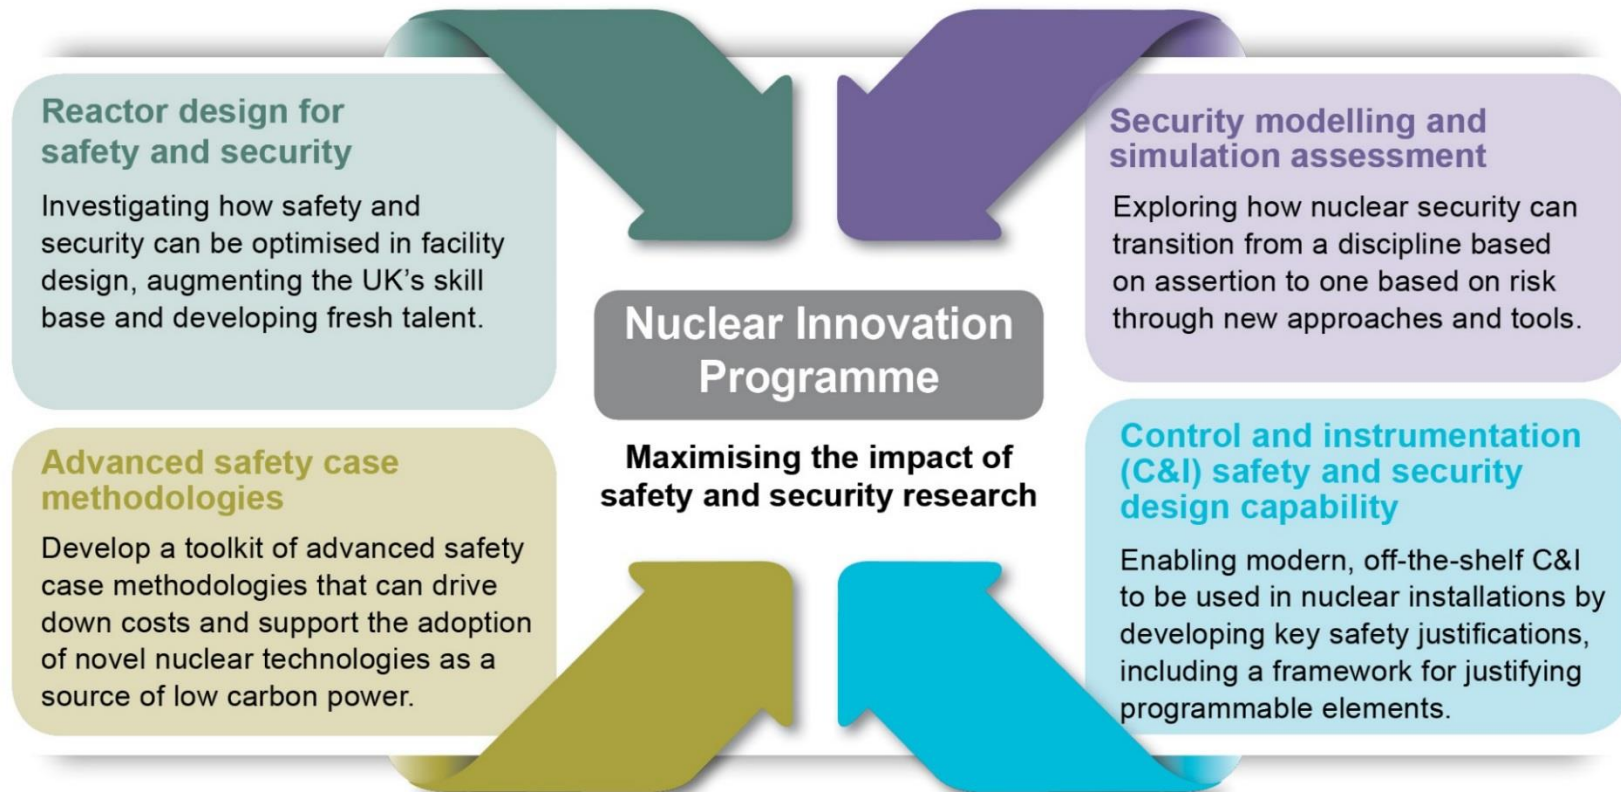 Reactor design for
safety and security
Investigating how safety and
security can be optimised in facility
design, augmenting the UK’s skill
base and developing fresh talent.
Security modelling and
simulation assessment
Exploring how nuclear security can
transition from a discipline based
on assertion to one based on risk
through new approaches and tools.
Nuclear Innovation
Programme
Maximising the impact of
safety and security research
Advanced safety case
methodologies
Develop a toolkit of advanced safety
case methodologies that can drive
down costs and support the adoption
of novel nuclear technologies as a
source of low carbon power.
Control and instrumentation
(C&I) safety and security
design capability
Enabling modern, off-the-shelf C&I
to be used in nuclear installations by
developing key safety justifications,
including a framework for justifying
programmable elements.